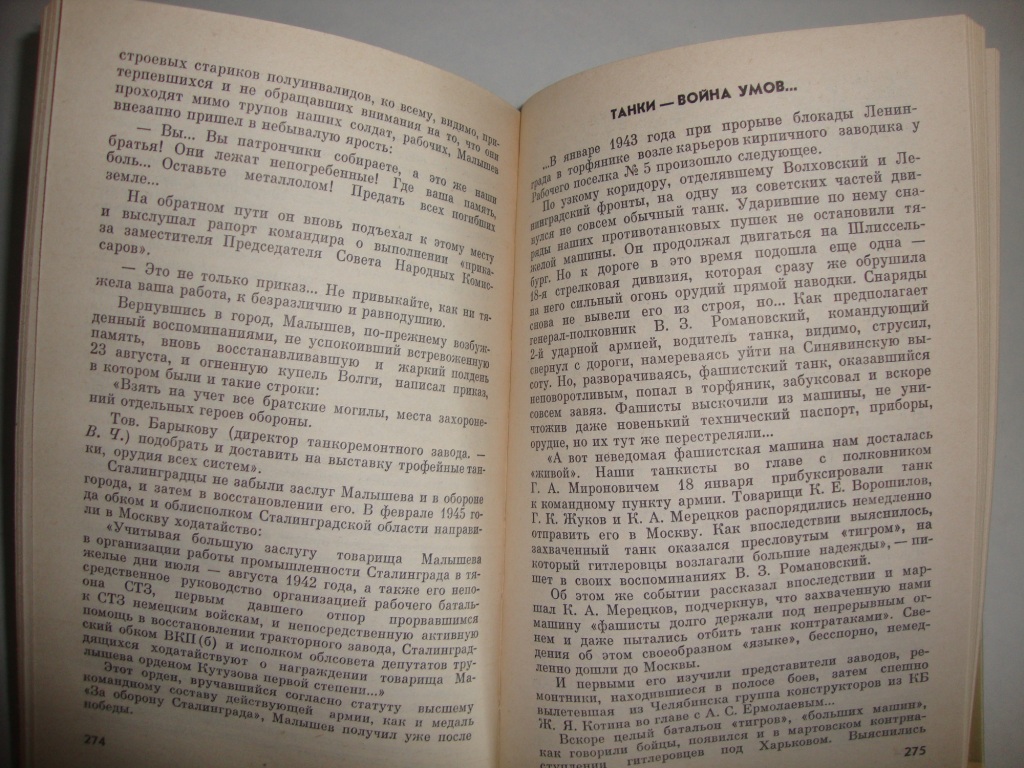 строевых стариков полуинвалидов, ко всему, видимо, при-
терпевшихся и не обращавших внимания на то, что они
проходят мимо трупов наших солдат, рабочих, Малышев
внезапно пришел в небывалую ярость:
— Вы... Вы патрончики собираете, а это же наши
братья! Они лежат непогребенные! Где ваша память,
боль... Оставьте металлолом! Предать всех погибших
земле...
На обратном пути он вновь подъехал к этому месту
и выслушал рапорт командира о выполнении «прика-
за заместителя Председателя Совета Народных Комис-
саров».
— Это не только приказ... Не привыкайте, как ни тя-
жела ваша работа, к безразличию и равнодушию.
Вернувшись в город, Малышев, по-прежнему возбуж-
денный воспоминаниями, не успокоивший встревоженную
память, вновь восстанавливавшую и жаркий полдень
23 августа, и огненную купель Волги, написал приказ,
в котором были и такие строки:
«Взять на учет все братские могилы, места захороне-
ний отдельных героев обороны.
Тов. Барыкову (директор танкоремонтного завода. —
В. Ч.) подобрать и доставить на выставку трофейные тан-
ки, орудия всех систем».
Сталинградцы не забыли заслуг Малышева и в обороне
города, и затем в восстановлении его. В феврале 1945 го-
да обком и облисполком Сталинградской области направи-
ли в Москву ходатайство:
«Учитывая большую заслугу товарища Малышева
в организации работы промышленности Сталинграда в тя-
желые дни июля — августа 1942 года, а также его непо-
средственное руководство организацией рабочего баталь-
она СТЗ, первым давшего отпор прорвавшимся
к СТЗ немецким войскам, и непосредственную активную
помощь в восстановлении тракторного завода, Сталинград-
ский обком ВКП(б) и исполком облсовета депутатов тру-
дящихся ходатайствуют о награждении товарища Ма-
лышева орденом Кутузова первой степени...»
Этот орден, вручавшийся согласно статуту высшему
командному составу действующей армии, как и медаль
«За оборону Сталинграда», Малышев получил уже после
победы.
274
ТАНКИ — ВОЙНА УМОВ...
...В январе 1943 года при прорыве блокады Ленин-
града в торфянике возле карьеров кирпичного заводика у
Рабочего поселка № 5 произошло следующее.
По узкому коридору, отделявшему Волховский и Ле-
нинградский фронты, на одну из советских частей дви-
нулся не совсем обычный танк. Ударившие по нему сна-
ряды наших противотанковых пушек не остановили тя-
желой машины. Он продолжал двигаться на Шлиссель-
бург. Но к дороге в это время подошла еще одна —
18-я стрелковая дивизия, которая сразу же обрушила
на него сильный огонь орудий прямой наводки. Снаряды
снова не вывели его из строя, но... Как предполагает
генерал-полковник В. З. Романовский, командующий
2-й ударной армией, водитель танка, видимо, струсил,
свернул с дороги, намереваясь уйти на Синявинскую вы-
соту. Но, разворачиваясь, фашистский танк, оказавшийся
неповоротливым, попал в торфяник, забуксовал и вскоре
совсем завяз. Фашисты выскочили из машины, не уни-
чтожив даже новенький технический паспорт, приборы,
орудие, но их тут же перестреляли...
«А вот неведомая фашистская машина нам досталась
«живой». Наши танкисты во главе с полковником
Г. А. Мироновичем 18 января прибуксировали танк
к командному пункту армии. Товарищи К. Е. Ворошилов,
Г. К. Жуков и К. А. Мерецков распорядились немедленно
отправить его в Москву. Как впоследствии выяснилось,
захваченный танк оказался пресловутым «тигром», на
который гитлеровцы возлагали большие надежды», — пи-
шет в своих воспоминаниях В. З. Романовский.
Об этом же событии рассказал впоследствии и мар-
шал К. А. Мерецков, подчеркнув, что захваченную нами
машину «фашисты долго держали под непрерывным ог-
нем и даже пытались отбить танк контратаками». Све-
дения об этом своеобразном «языке», бесспорно, немед-
ленно дошли до Москвы.
И первыми его изучили представители заводов, ре-
монтники, находившиеся в полосе боев, затем спешно
вылетевшая из Челябинска группа конструкторов из КБ
Ж. Я. Котина во главе с А. С. Ермолаевым...
Вскоре целый батальон «тигров», «больших машин»,
как говорили бойцы, появился и в мартовском контрна-
ступлении гитлеровцев под Харьковом. Выяснились
275